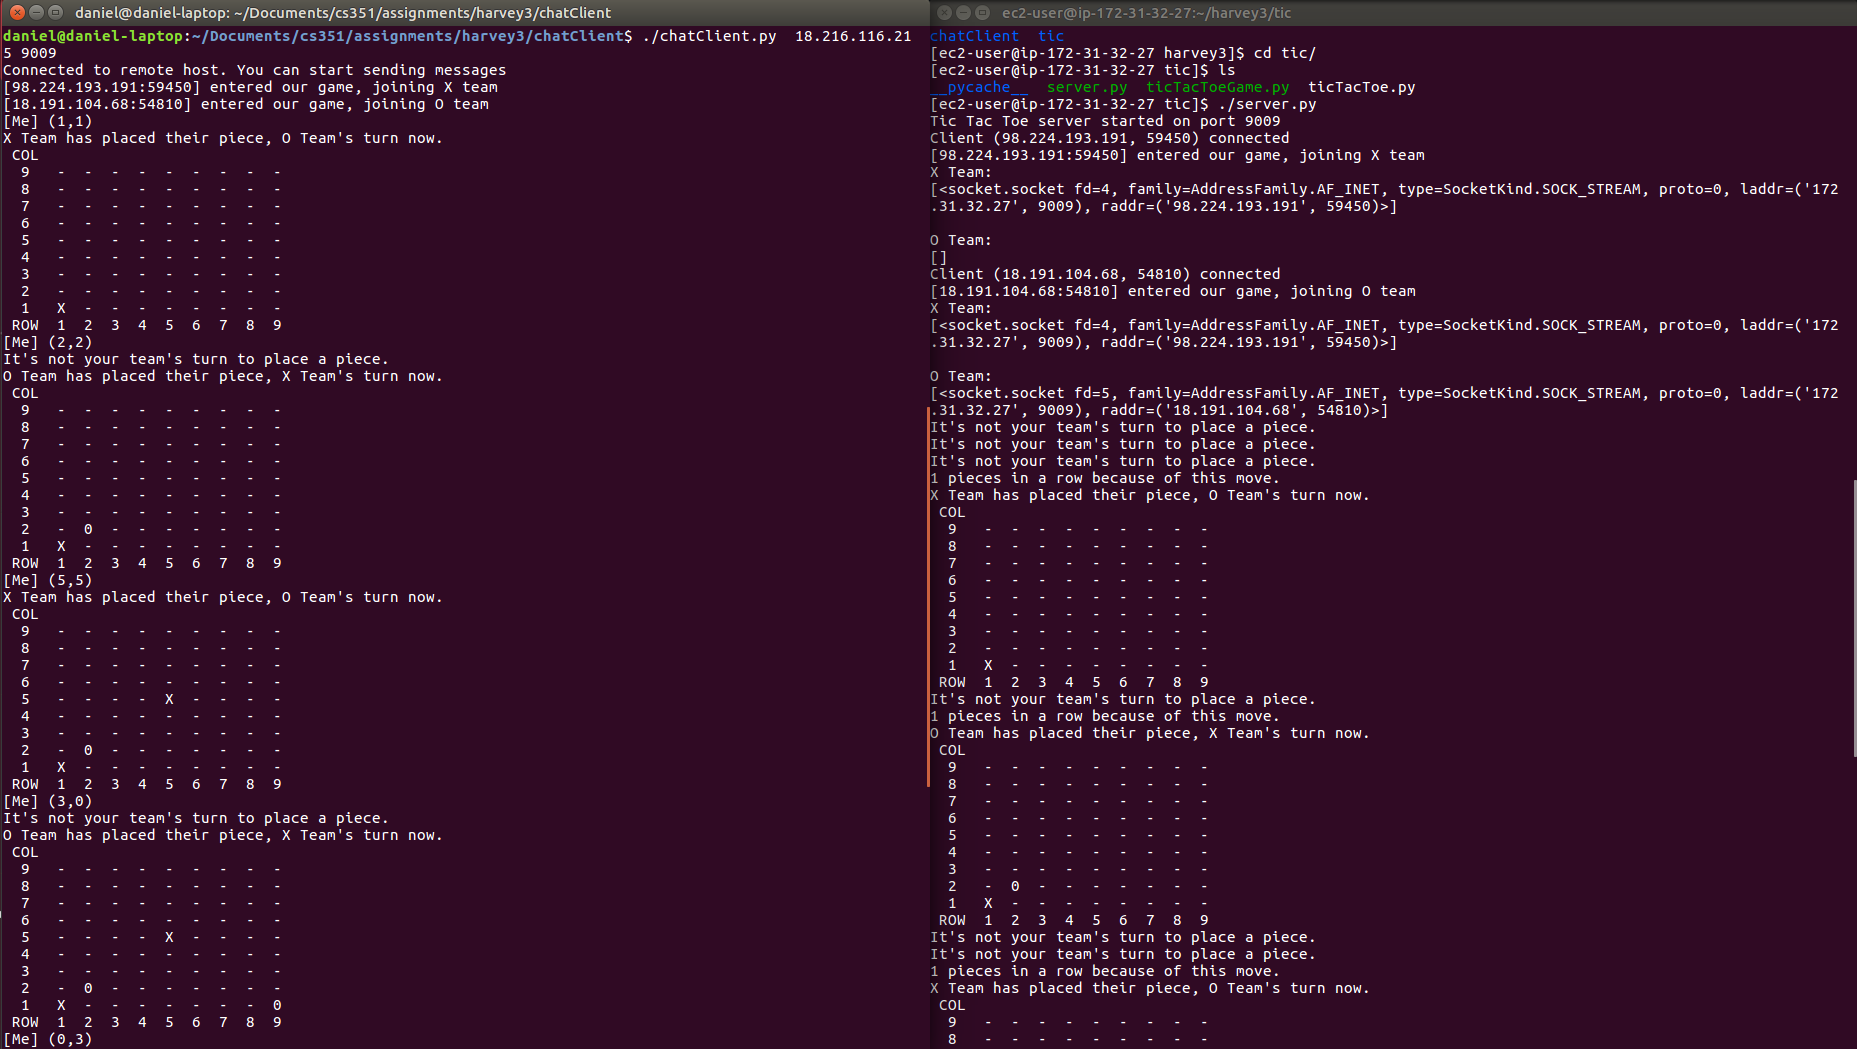 daniel@daniel-laptop: ~/Documents/cs351/assignments/harvey3/chatClient
daniel@daniel-laptop:~/Documents/cs351/assignments/harvey3/chatClient$ ./chatClient.py  18.216.116.21
5 9009
Connected to remote host. You can start sending messages
[98.224.193.191:59450] entered our game, joining X team
[18.191.104.68:54810] entered our game, joining O team
[Me] (1,1)
X Team has placed their piece, O Team's turn now.
 COL
  9   -  -  -  -  -  -  -  -  -
  8   -  -  -  -  -  -  -  -  -
  7   -  -  -  -  -  -  -  -  -
  6   -  -  -  -  -  -  -  -  -
  5   -  -  -  -  -  -  -  -  -
  4   -  -  -  -  -  -  -  -  -
  3   -  -  -  -  -  -  -  -  -
  2   -  -  -  -  -  -  -  -  -
  1   X  -  -  -  -  -  -  -  -
 ROW  1  2  3  4  5  6  7  8  9
[Me] (2,2)
It's not your team's turn to place a piece.
O Team has placed their piece, X Team's turn now.
 COL
  9   -  -  -  -  -  -  -  -  -
  8   -  -  -  -  -  -  -  -  -
  7   -  -  -  -  -  -  -  -  -
  6   -  -  -  -  -  -  -  -  -
  5   -  -  -  -  -  -  -  -  -
  4   -  -  -  -  -  -  -  -  -
  3   -  -  -  -  -  -  -  -  -
  2   -  0  -  -  -  -  -  -  -
  1   X  -  -  -  -  -  -  -  -
 ROW  1  2  3  4  5  6  7  8  9
[Me] (5,5)
X Team has placed their piece, O Team's turn now.
 COL
  9   -  -  -  -  -  -  -  -  -
  8   -  -  -  -  -  -  -  -  -
  7   -  -  -  -  -  -  -  -  -
  6   -  -  -  -  -  -  -  -  -
  5   -  -  -  -  X  -  -  -  -
  4   -  -  -  -  -  -  -  -  -
  3   -  -  -  -  -  -  -  -  -
  2   -  0  -  -  -  -  -  -  -
  1   X  -  -  -  -  -  -  -  -
 ROW  1  2  3  4  5  6  7  8  9
[Me] (3,0)
It's not your team's turn to place a piece.
O Team has placed their piece, X Team's turn now.
 COL
  9   -  -  -  -  -  -  -  -  -
  8   -  -  -  -  -  -  -  -  -
  7   -  -  -  -  -  -  -  -  -
  6   -  -  -  -  -  -  -  -  -
  5   -  -  -  -  X  -  -  -  -
  4   -  -  -  -  -  -  -  -  -
  3   -  -  -  -  -  -  -  -  -
  2   -  0  -  -  -  -  -  -  -
  1   X  -  -  -  -  -  -  -  0
 ROW  1  2  3  4  5  6  7  8  9
[Me] (0,3)
ec2-user@ip-172-31-32-27:~/harvey3/tic
chatClient  tic
[ec2-user@ip-172-31-32-27 harvey3]$ cd tic/
[ec2-user@ip-172-31-32-27 tic]$ ls
__pycache__  server.py  ticTacToeGame.py  ticTacToe.py
[ec2-user@ip-172-31-32-27 tic]$ ./server.py
Tic Tac Toe server started on port 9009
Client (98.224.193.191, 59450) connected
[98.224.193.191:59450] entered our game, joining X team
X Team:
[<socket.socket fd=4, family=AddressFamily.AF_INET, type=SocketKind.SOCK_STREAM, proto=0, laddr=('172
.31.32.27', 9009), raddr=('98.224.193.191', 59450)>]
O Team:
[]
Client (18.191.104.68, 54810) connected
[18.191.104.68:54810] entered our game, joining O team
X Team:
[<socket.socket fd=4, family=AddressFamily.AF_INET, type=SocketKind.SOCK_STREAM, proto=0, laddr=('172
.31.32.27', 9009), raddr=('98.224.193.191', 59450)>]
O Team:
[<socket.socket fd=5, family=AddressFamily.AF_INET, type=SocketKind.SOCK_STREAM, proto=0, laddr=('172
.31.32.27', 9009), raddr=('18.191.104.68', 54810)>]
It's not your team's turn to place a piece.
It's not your team's turn to place a piece.
It's not your team's turn to place a piece.
1 pieces in a row because of this move.
X Team has placed their piece, O Team's turn now.
 COL
  9   -  -  -  -  -  -  -  -  -
  8   -  -  -  -  -  -  -  -  -
  7   -  -  -  -  -  -  -  -  -
  6   -  -  -  -  -  -  -  -  -
  5   -  -  -  -  -  -  -  -  -
  4   -  -  -  -  -  -  -  -  -
  3   -  -  -  -  -  -  -  -  -
  2   -  -  -  -  -  -  -  -  -
  1   X  -  -  -  -  -  -  -  -
 ROW  1  2  3  4  5  6  7  8  9
It's not your team's turn to place a piece.
1 pieces in a row because of this move.
O Team has placed their piece, X Team's turn now.
 COL
  9   -  -  -  -  -  -  -  -  -
  8   -  -  -  -  -  -  -  -  -
  7   -  -  -  -  -  -  -  -  -
  6   -  -  -  -  -  -  -  -  -
  5   -  -  -  -  -  -  -  -  -
  4   -  -  -  -  -  -  -  -  -
  3   -  -  -  -  -  -  -  -  -
  2   -  0  -  -  -  -  -  -  -
  1   X  -  -  -  -  -  -  -  -
 ROW  1  2  3  4  5  6  7  8  9
It's not your team's turn to place a piece.
It's not your team's turn to place a piece.
1 pieces in a row because of this move.
X Team has placed their piece, O Team's turn now.
 COL
  9   -  -  -  -  -  -  -  -  -
  8   -  -  -  -  -  -  -  -  -